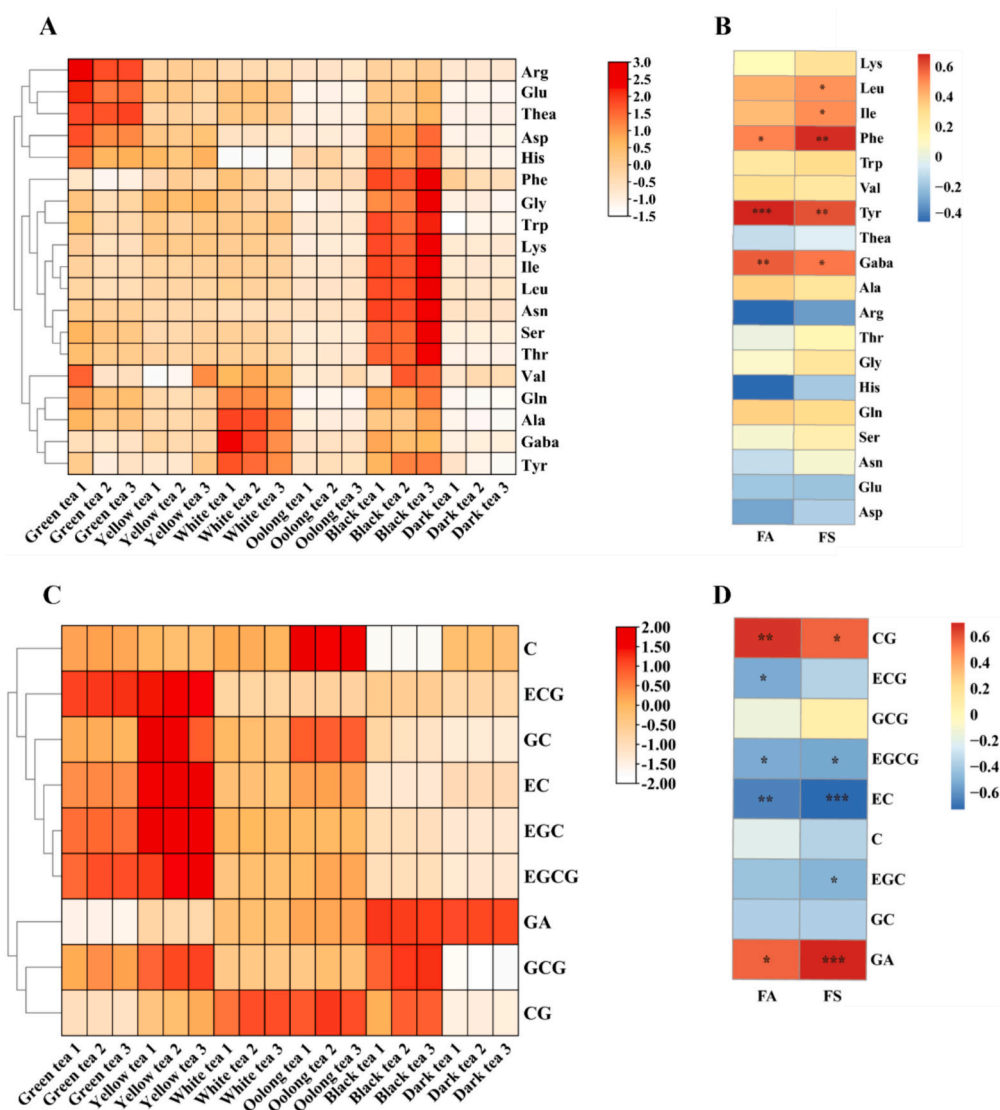 A
Arg
Glu
Thea
Asp
His
Phe
Gly
Trp
Lys
Ile
Leu
Asn
Ser
Thr
Val
Gln
Ala
Gaba
Tyr
Green tea 1
Green tea 2
Green tea 3
Yellow tea 1
Yellow tea 2
Yellow tea 3
White tea 1
White tea 2
White tea 3
Oolong tea 1
Oolong tea 2
Oolong tea 3
Black tea 1
Black tea 2
Black tea 3
Dark tea 1
Dark tea 2
Dark tea 3
3.0
2.5
2.0
1.5
1.0
0.5
0.0
-0.5
-1.0
-1.5
B
Lys
Leu *
Ile *
Phe * **
Trp
Val
Tyr *** **
Thea
Gaba ** *
Ala
Arg
Thr
Gly
His
Gln
Ser
Asn
Glu
Asp
FA FS
0.6
0.4
0.2
0
−0.2
−0.4
C
C
ECG
GC
EC
EGC
EGCG
GA
GCG
CG
Green tea 1
Green tea 2
Green tea 3
Yellow tea 1
Yellow tea 2
Yellow tea 3
White tea 1
White tea 2
White tea 3
Oolong tea 1
Oolong tea 2
Oolong tea 3
Black tea 1
Black tea 2
Black tea 3
Dark tea 1
Dark tea 2
Dark tea 3
2.00
1.50
1.00
0.50
0.00
-0.50
-1.00
-1.50
-2.00
D
** * CG
* ECG
GCG
* * EGCG
** *** EC
C
* EGC
GC
* *** GA
FA FS
0.6
0.4
0.2
0
−0.2
−0.4
−0.6